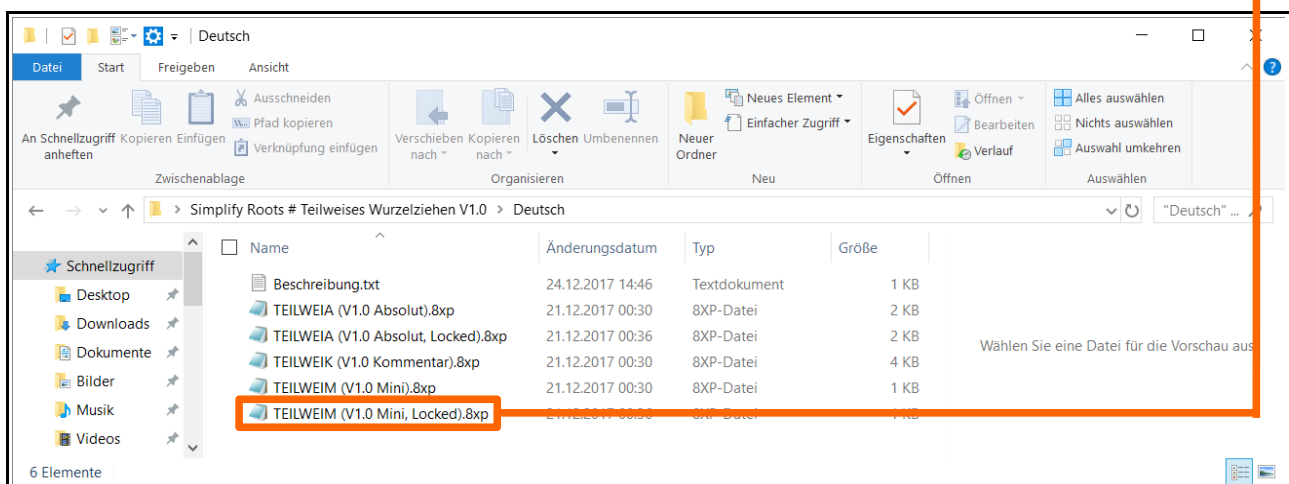 Deutsch
Datei Start Freigeben Ansicht
An Schnellzugriff anheften
Kopieren
Einfügen
Ausschneiden
Pfad kopieren
Verknüpfung einfügen
Verschieben nach
Kopieren nach
Löschen
Umbenennen
Neuer Ordner
Neues Element
Einfacher Zugriff
Eigenschaften
Öffnen
Bearbeiten
Verlauf
Alles auswählen
Nichts auswählen
Auswahl umkehren
Zwischenablage Organisieren Neu Öffnen Auswählen
Simplify Roots # Teilweises Wurzelziehen V1.0 > Deutsch
"Deutsch" ...
Name Änderungsdatum Typ Größe
Schnellzugriff
Desktop
Downloads
Dokumente
Bilder
Musik
Videos
Beschreibung.txt 24.12.2017 14:46 Textdokument 1 KB
TEILWEIA (V1.0 Absolut).8xp 21.12.2017 00:30 8XP-Datei 2 KB
TEILWEIA (V1.0 Absolut, Locked).8xp 21.12.2017 00:36 8XP-Datei 2 KB
TEILWEIK (V1.0 Kommentar).8xp 21.12.2017 00:30 8XP-Datei 4 KB
TEILWEIM (V1.0 Mini).8xp 21.12.2017 00:30 8XP-Datei 1 KB
TEILWEIM (V1.0 Mini, Locked).8xp
Wählen Sie eine Datei für die Vorschau aus
6 Elemente